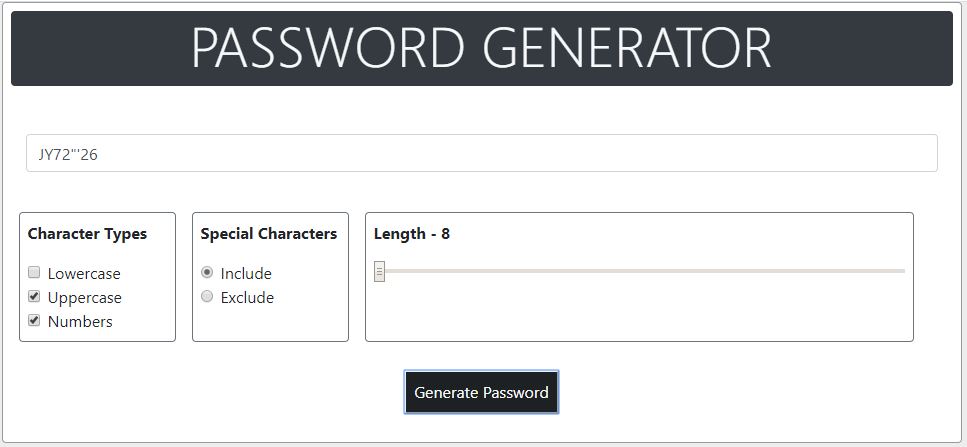 PASSWORD GENERATOR
JY72"'26
Character Types
Lowercase
Uppercase
Numbers
Special Characters
Include
Exclude
Length - 8
Generate Password